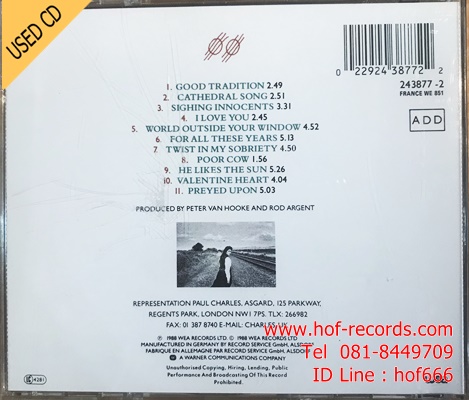 USED CD
0 22924 38772 2
243877-2
FRANCE WE 851
ADD
1. GOOD TRADITION 2.49
2. CATHEDRAL SONG 2.51
3. SIGHING INNOCENTS 3.31
4. I LOVE YOU 2.45
5. WORLD OUTSIDE YOUR WINDOW 4.52
6. FOR ALL THESE YEARS 5.13
7. TWIST IN MY SOBRIETY 4.50
8. POOR COW 1.56
9. HE LIKES THE SUN 5.26
10. VALENTINE HEART 4.04
11. PREYED UPON 5.03
PRODUCED BY PETER VAN HOOKE AND ROD ARGENT
REPRESENTATION PAUL CHARLES, ASGARD, 125 PARKWAY,
REGENTS PARK, LONDON NW1 7PS. TLX: 266982
FAX: 01 387 8740 E-MAIL: CHARLES.UK
℗ 1988 WEA RECORDS LTD © 1988 WEA RECORDS LTD
MANUFACTURED IN GERMANY BY RECORD SERVICE GmbH, ALSDORF
FABRIQUE EN ALLEMAGNE PAR RECORD SERVICE GmbH, ALSDORF
A WARNER COMMUNICATIONS COMPANY
Unauthorised Copying, Hiring, Lending, Public
Performance And Broadcasting Of This Record
Prohibited.
LC 4281
www.hof-records.com
Tel 081-8449709
ID Line : hof666